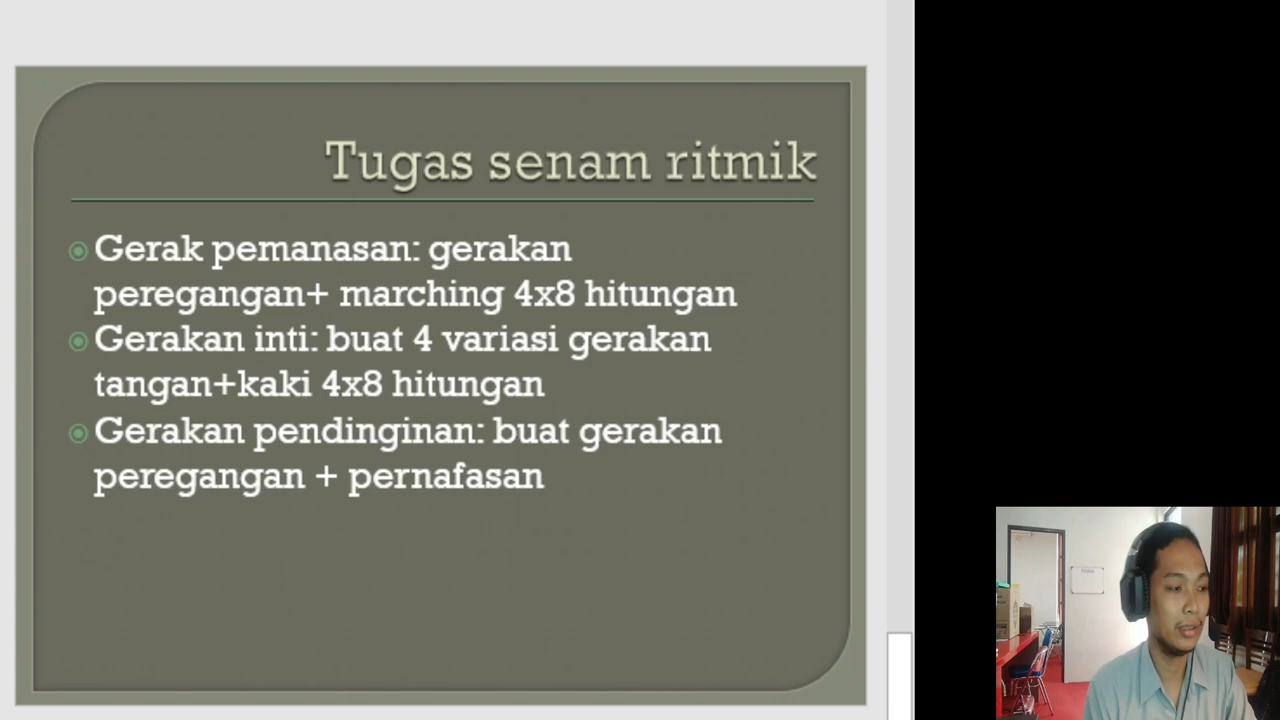 Tugas senam ritmik
Gerak pemanasan: gerakan
peregangan+ marching 4x8 hitungan
Gerakan inti: buat 4 variasi gerakan
tangan+kaki 4x8 hitungan
Gerakan pendinginan: buat gerakan
peregangan + pernafasan